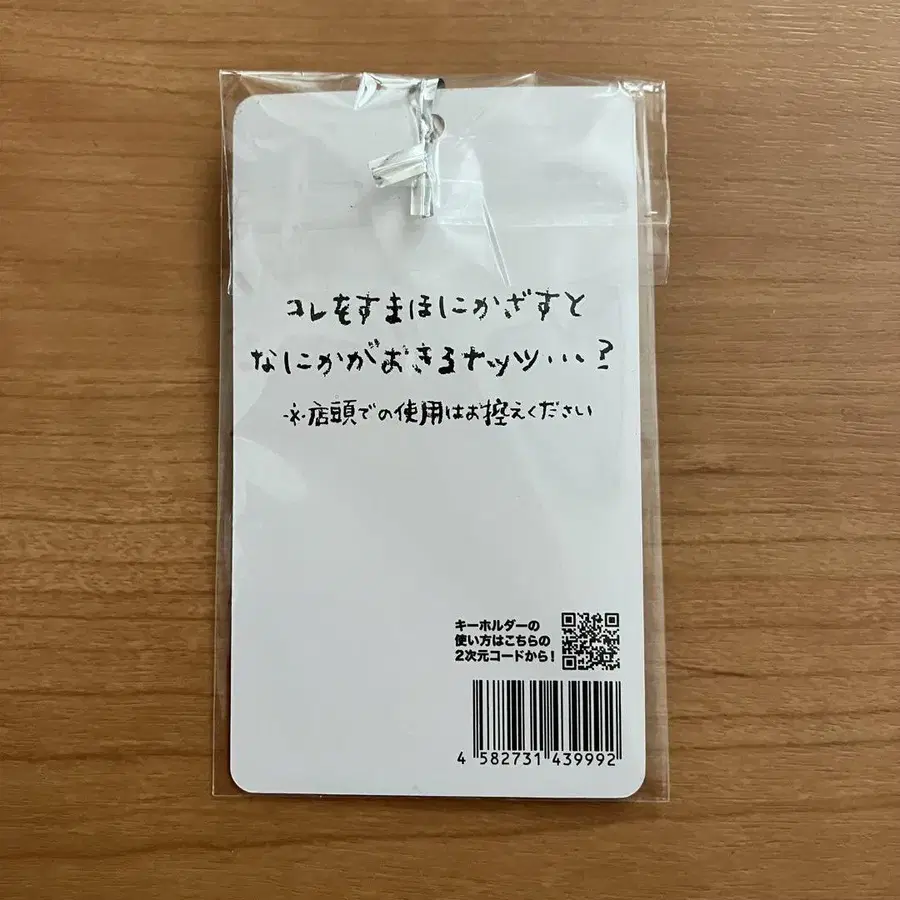 コレをすまほにかざすと
なにかがおきるナッツ・・・?
※店頭での使用はお控えください
キーホルダーの
使い方はこちらの
2次元コードから!
4 582731 439992